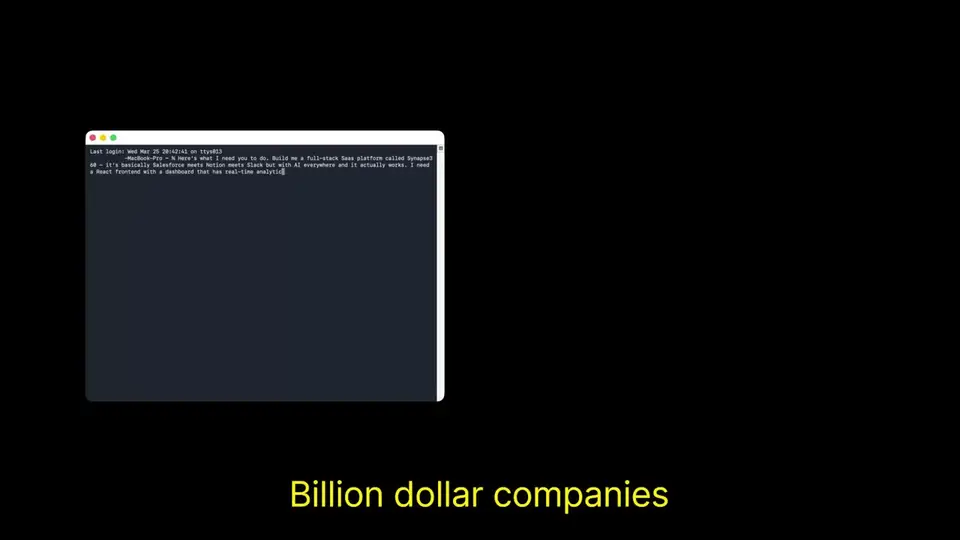 Last login: Wed Mar 25 20:42:41 on ttys013
~MacBook-Pro ~ N Here's what I need you to do. Build me a full-stack SaaS platform called Synapse3
60 — it's basically Salesforce meets Notion meets Slack but with AI everywhere and it actually works. I need
a React frontend with a dashboard that has real-time analytic
Billion dollar companies